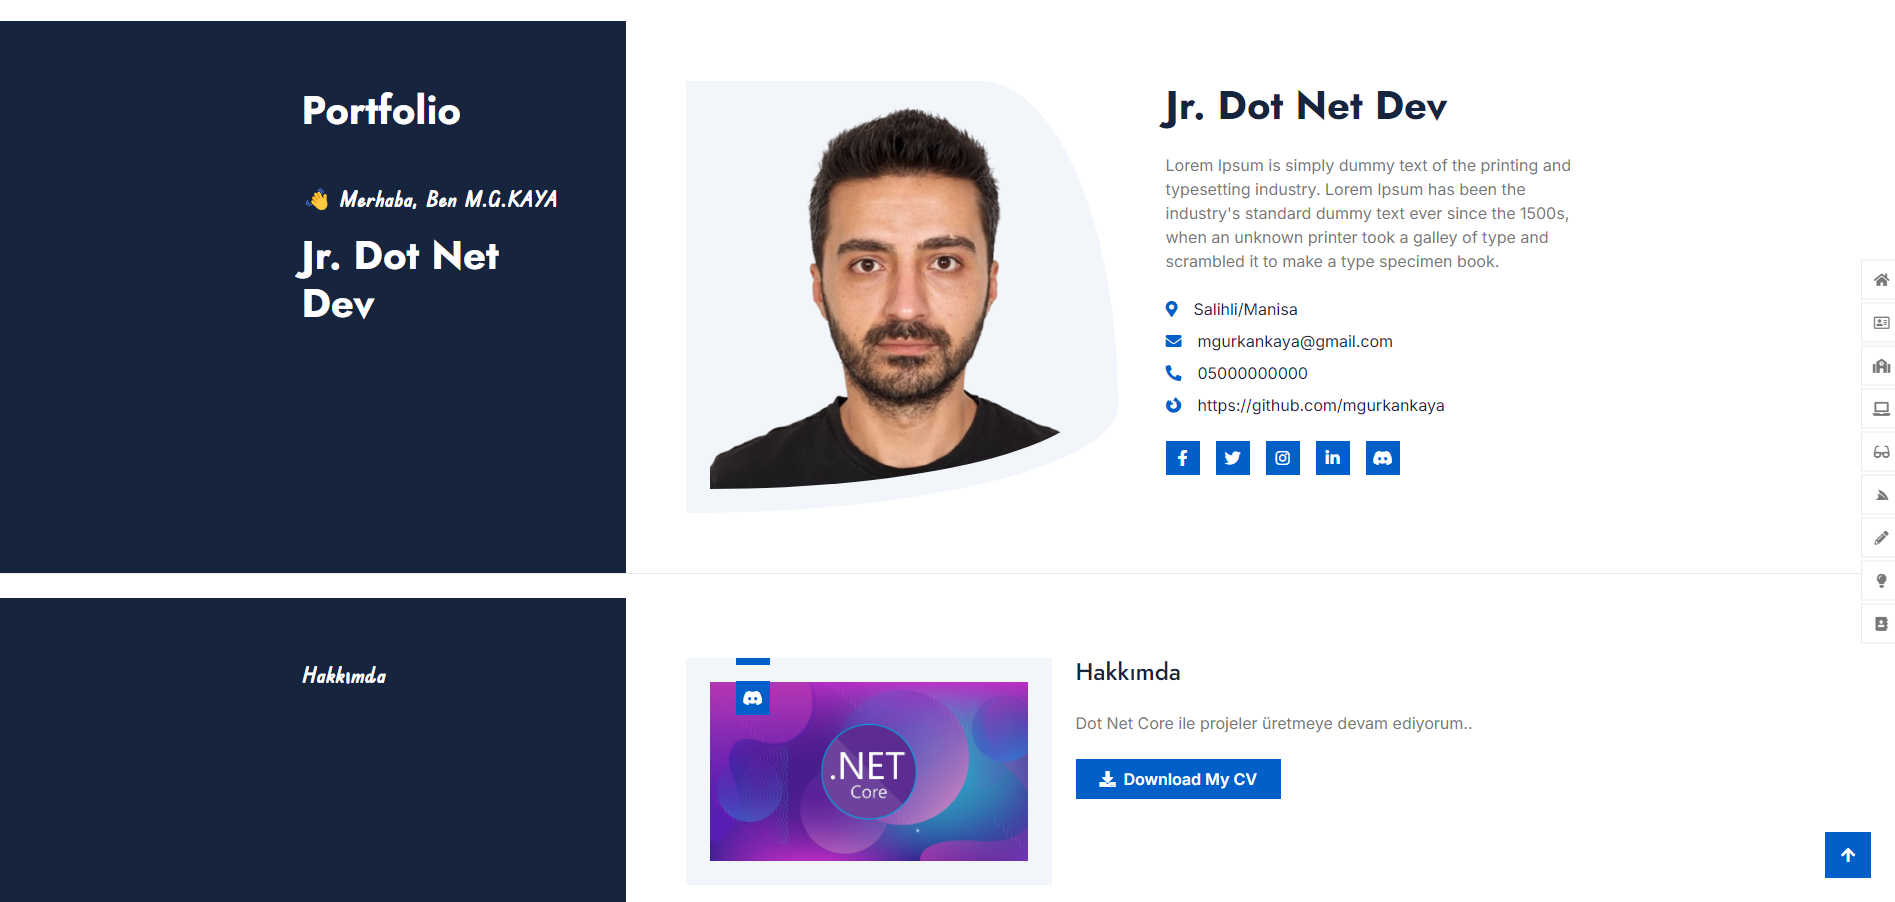 Portfolio
Merhaba, Ben M.G.KAYA
Jr. Dot Net
Dev
Jr. Dot Net Dev
Lorem Ipsum is simply dummy text of the printing and
typesetting industry. Lorem Ipsum has been the
industry's standard dummy text ever since the 1500s,
when an unknown printer took a galley of type and
scrambled it to make a type specimen book.
Salihli/Manisa
mgurkankaya@gmail.com
05000000000
https://github.com/mgurkankaya
Hakkımda
Hakkımda
Dot Net Core ile projeler üretmeye devam ediyorum..
Download My CV
.NET
Core